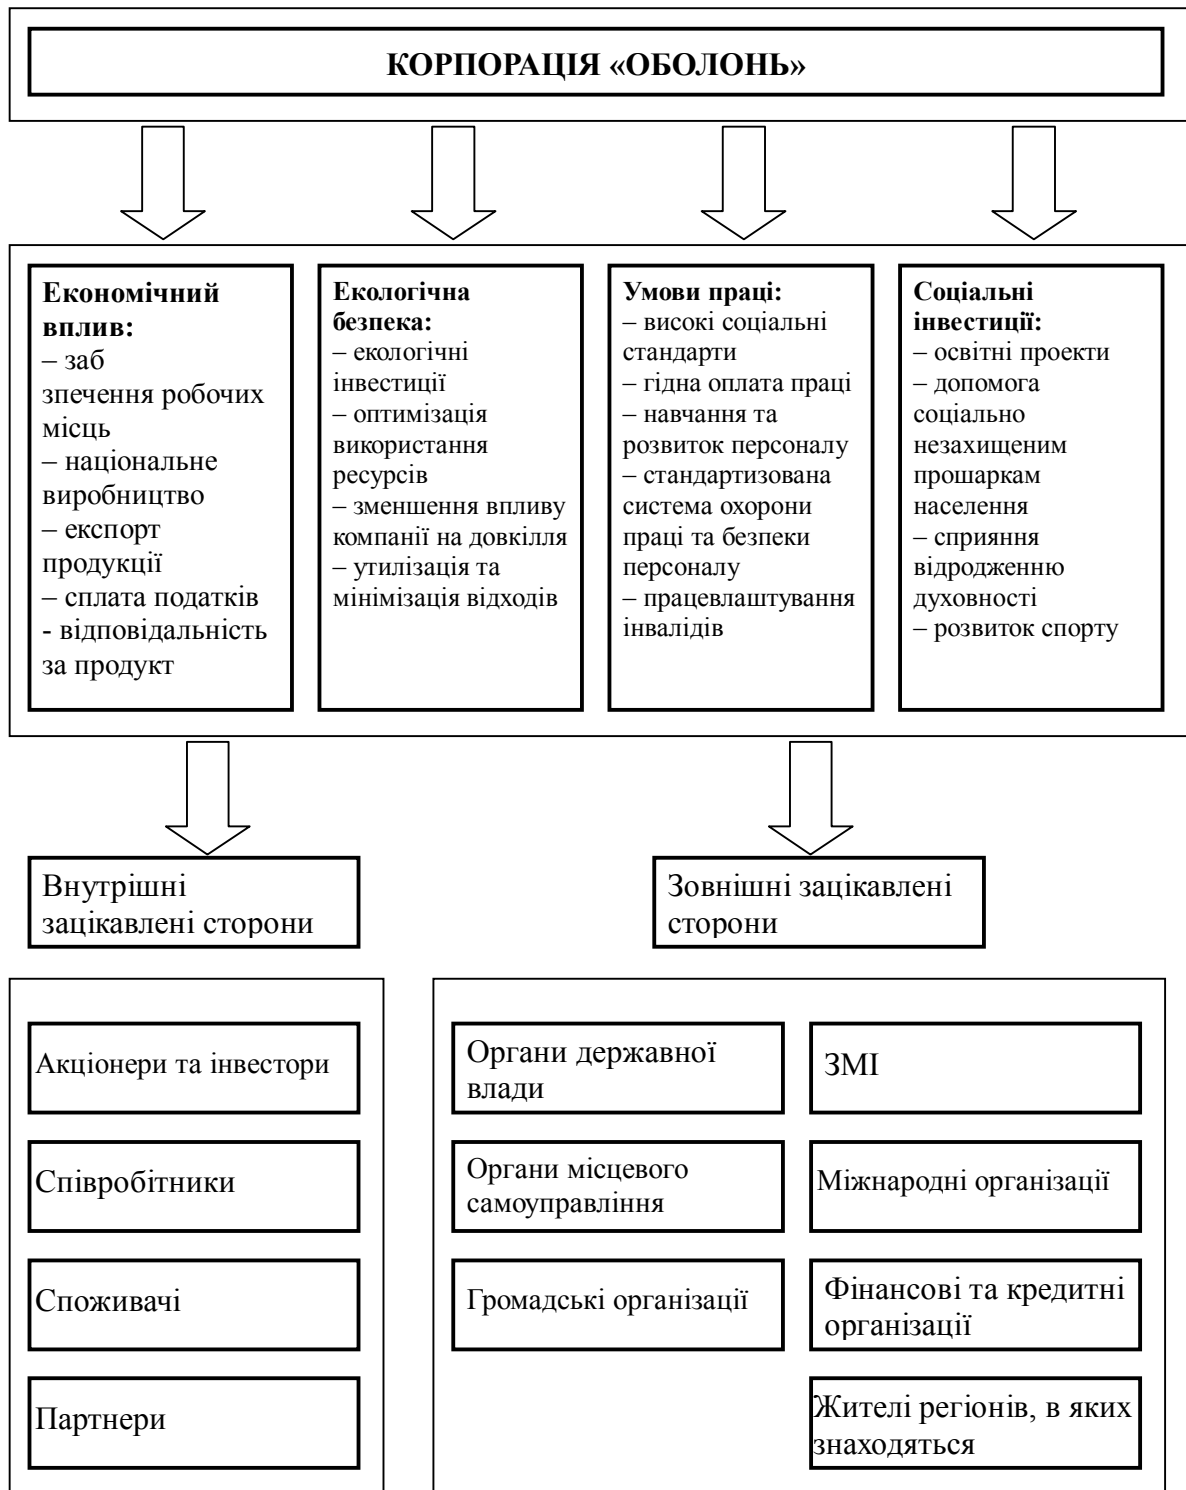 КОРПОРАЦІЯ «ОБОЛОНЬ»
Економічний
вплив:
– заб
зпечення робочих
місць
– національне
виробництво
– експорт
продукції
– сплата податків
- відповідальність
за продукт
Екологічна
безпека:
– екологічні
інвестиції
– оптимізація
використання
ресурсів
– зменшення впливу
компанії на довкілля
– утилізація та
мінімізація відходів
Умови праці:
– високі соціальні
стандарти
– гідна оплата праці
– навчання та
розвиток персоналу
– стандартизована
система охорони
праці та безпеки
персоналу
– працевлаштування
інвалідів
Соціальні
інвестиції:
– освітні проекти
– допомога
соціально
незахищеним
прошаркам
населення
– сприяння
відродженню
духовності
– розвиток спорту
Внутрішні
зацікавлені сторони
Зовнішні зацікавлені
сторони
Акціонери та інвестори
Співробітники
Споживачі
Партнери
Органи державної
влади
Органи місцевого
самоуправління
Громадські організації
ЗМІ
Міжнародні організації
Фінансові та кредитні
організації
Жителі регіонів, в яких
знаходяться